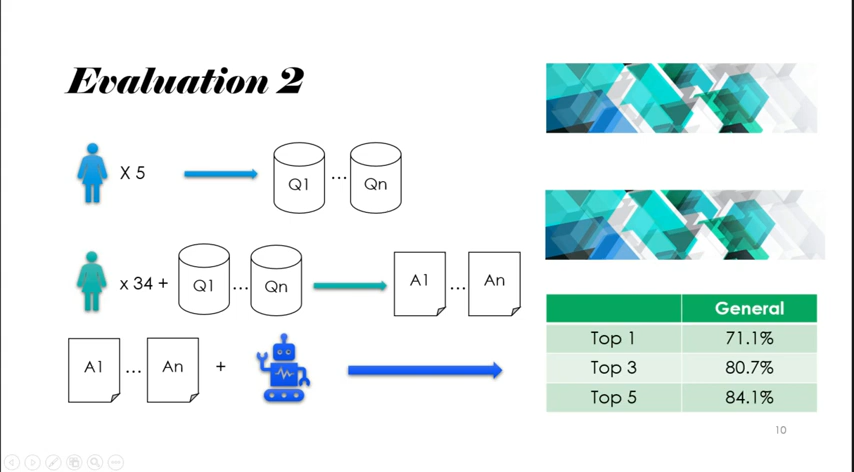 Evaluation 2
X 5
Q1 ... Qn
x 34 + Q1 ... Qn
A1 ... An
A1 ... An +
General
Top 1 71.1%
Top 3 80.7%
Top 5 84.1%
10